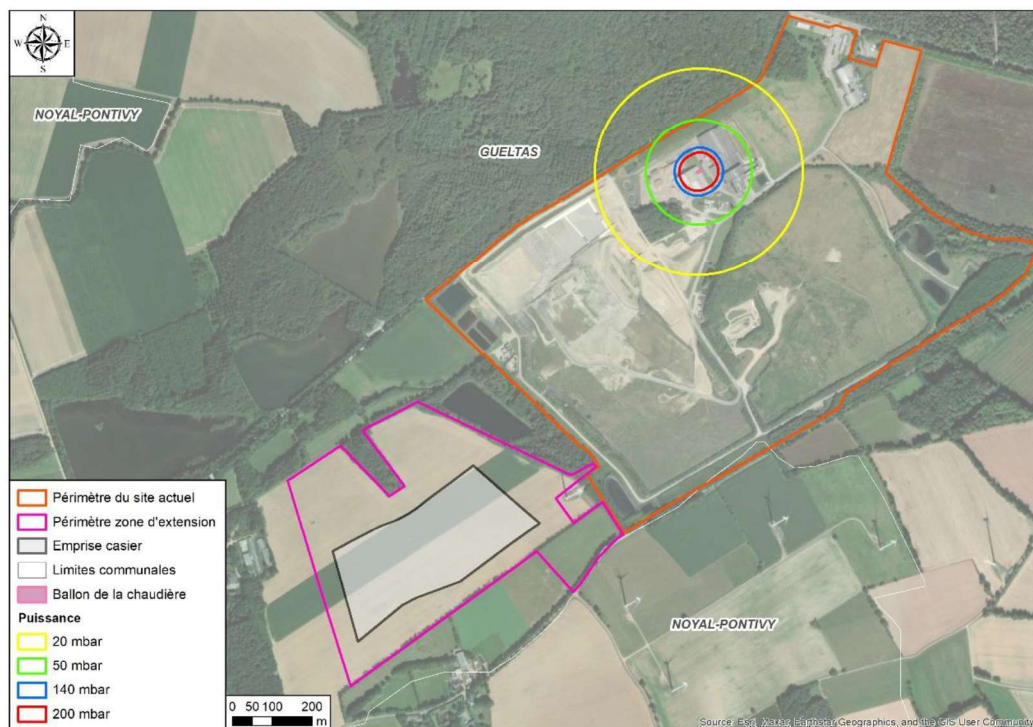 N
W E
S
NOYAL-PONTIVY
GUELTAS
Périmètre du site actuel
Périmètre zone d'extension
Emprise casier
Limites communales
Ballon de la chaudière
Puissance
20 mbar
50 mbar
140 mbar
200 mbar
NOYAL-PONTIVY
0 50 100 200
m
Source: Esri, Maxar, Earthstar Geographics, and the GIS User Community